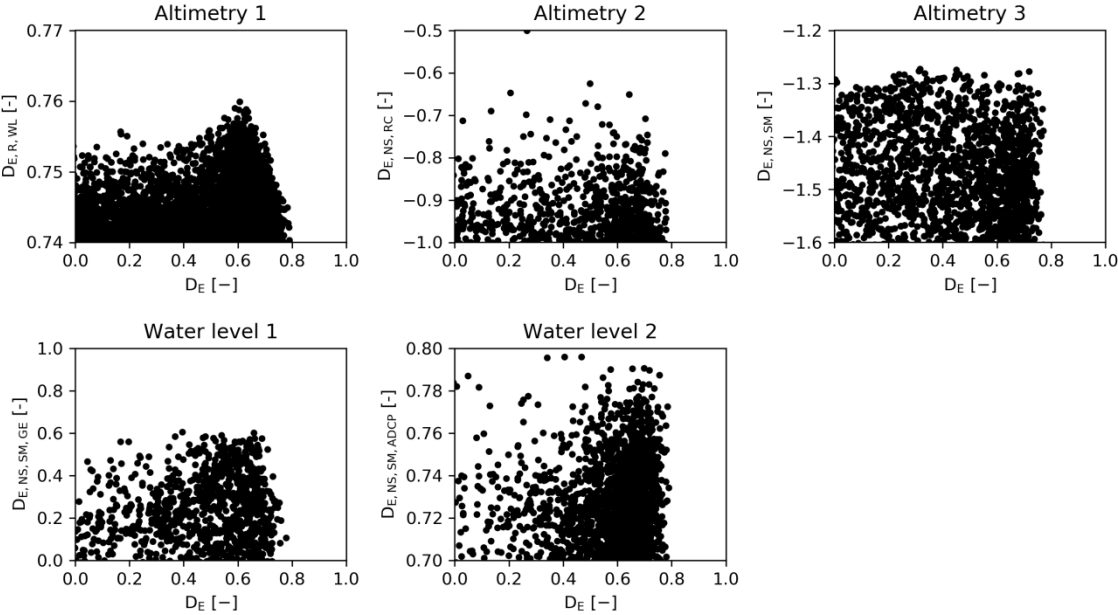 Altimetry 1
0.77
0.76
0.75
0.74
D_E, R, WL [−]
0.0 0.2 0.4 0.6 0.8 1.0
D_E [−]
Altimetry 2
−0.5
−0.6
−0.7
−0.8
−0.9
−1.0
D_E, NS, RC [−]
0.0 0.2 0.4 0.6 0.8 1.0
D_E [−]
Altimetry 3
−1.2
−1.3
−1.4
−1.5
−1.6
D_E, NS, SM [−]
0.0 0.2 0.4 0.6 0.8 1.0
D_E [−]
Water level 1
1.0
0.8
0.6
0.4
0.2
0.0
D_E, NS, SM, GE [−]
0.0 0.2 0.4 0.6 0.8 1.0
D_E [−]
Water level 2
0.80
0.78
0.76
0.74
0.72
0.70
D_E, NS, SM, ADCP [−]
0.0 0.2 0.4 0.6 0.8 1.0
D_E [−]